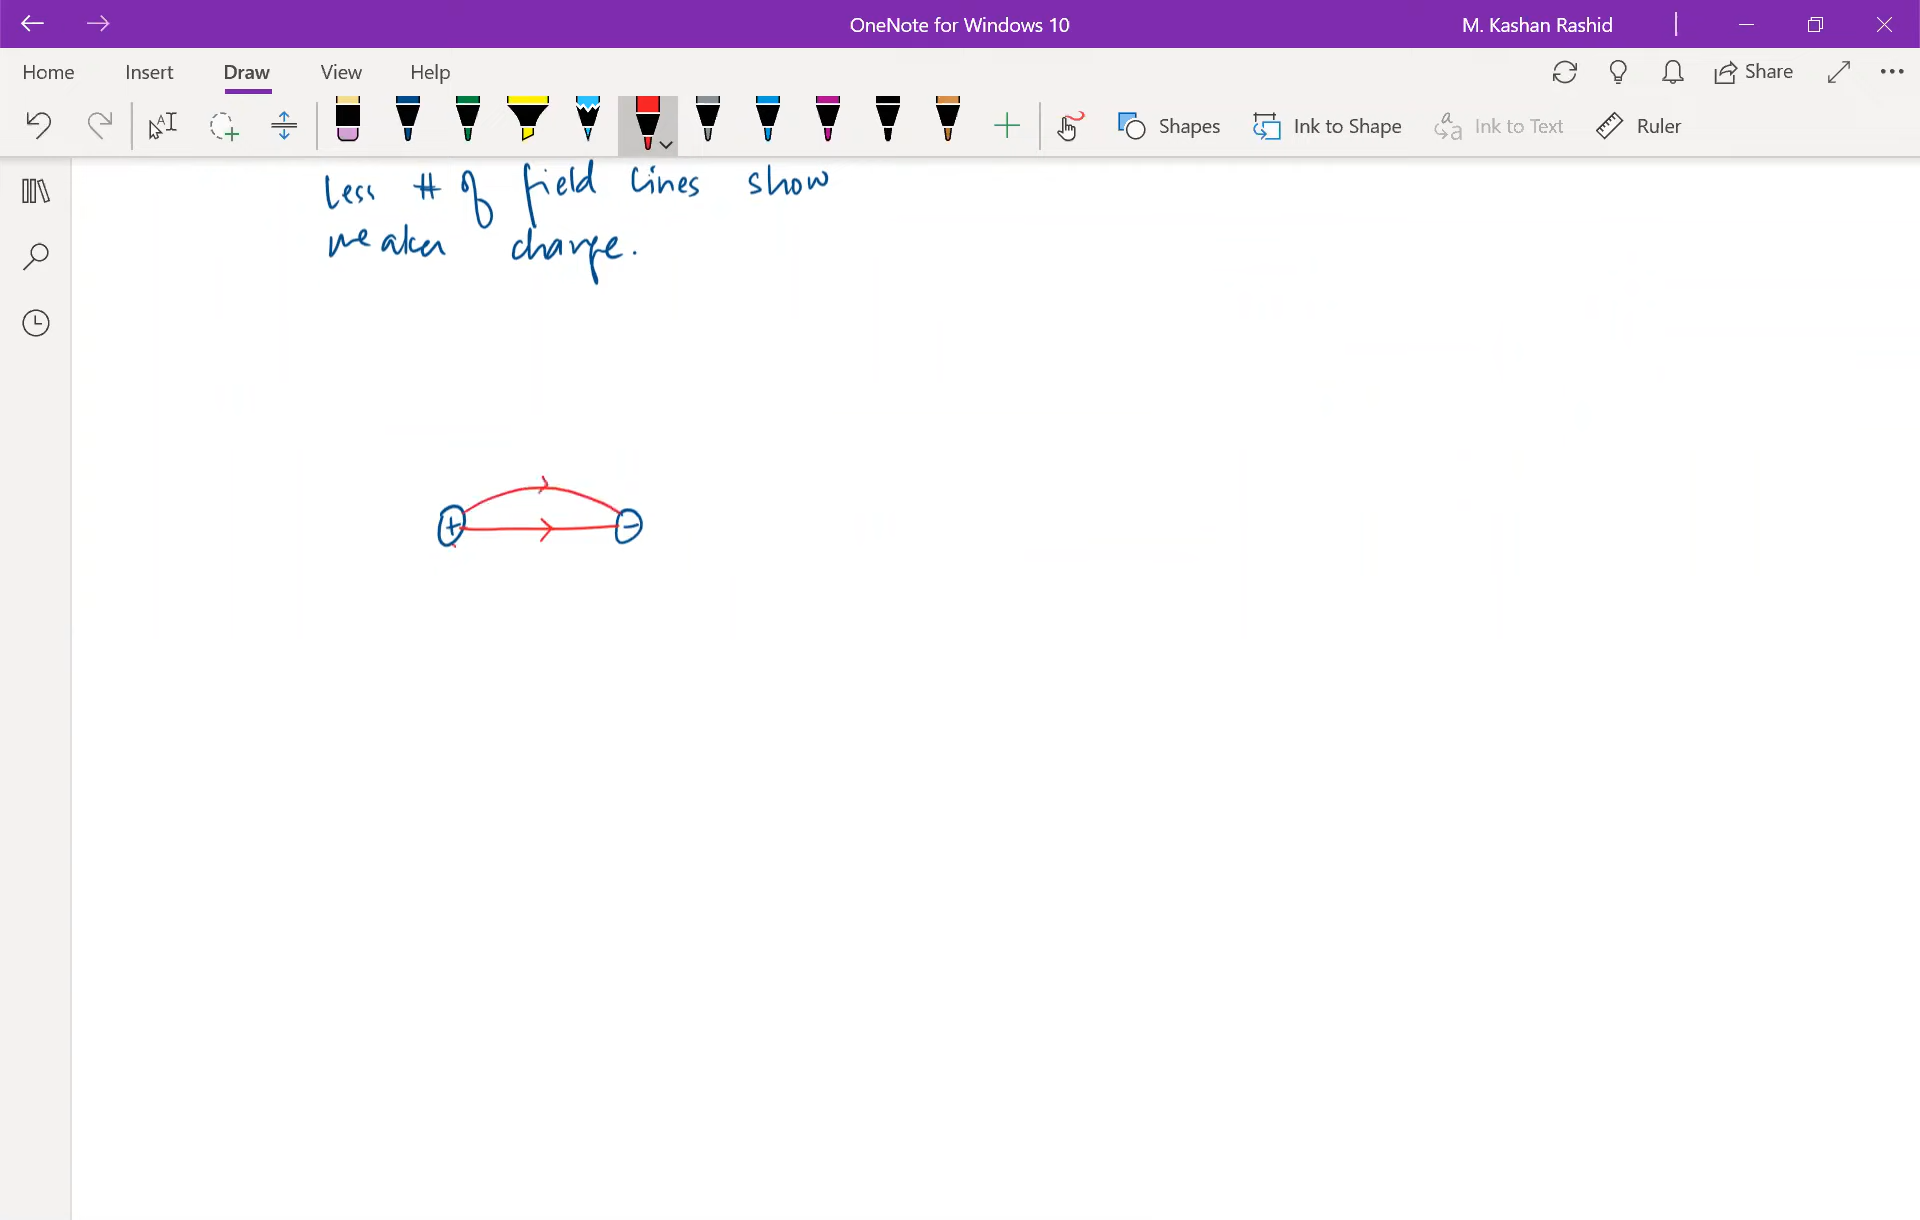 OneNote for Windows 10
M. Kashan Rashid
Home Insert Draw View Help
Share
Shapes Ink to Shape Ink to Text Ruler
Less # of field lines show
weaker charge.
+ −